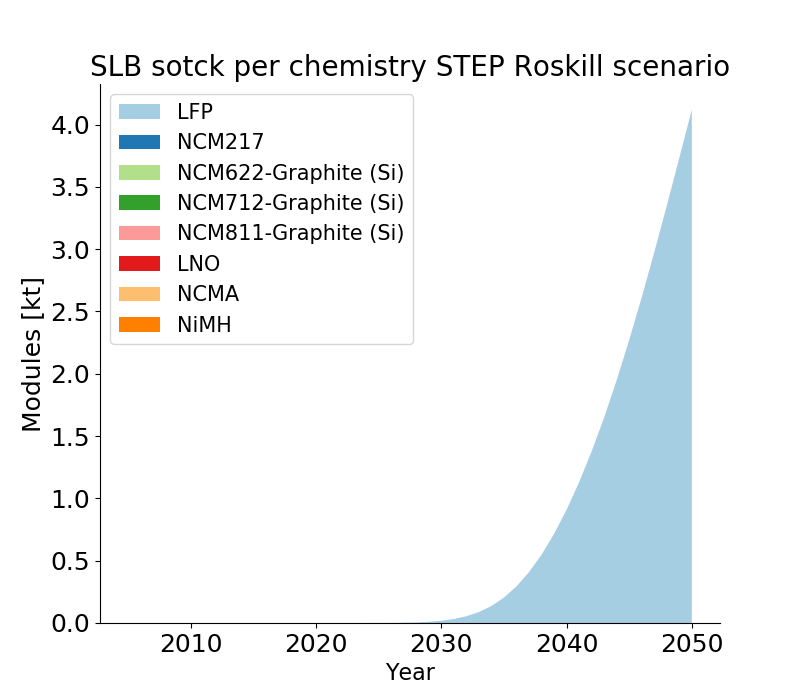 SLB sotck per chemistry STEP Roskill scenario
LFP
NCM217
NCM622-Graphite (Si)
NCM712-Graphite (Si)
NCM811-Graphite (Si)
LNO
NCMA
NiMH
Modules [kt]
4.0
3.5
3.0
2.5
2.0
1.5
1.0
0.5
0.0
2010 2020 2030 2040 2050
Year